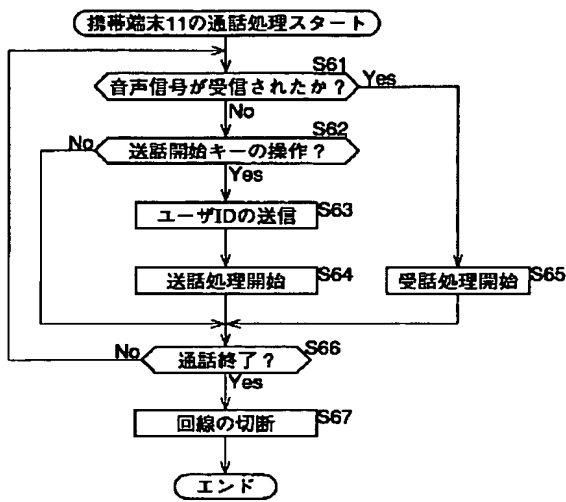 携帯端末11の通話処理スタート
S61
音声信号が受信されたか？
Yes
No
S62
No
送話開始キーの操作？
Yes
ユーザIDの送信
S63
送話処理開始
S64
受話処理開始
S65
No
通話終了？
S66
Yes
回線の切断
S67
エンド